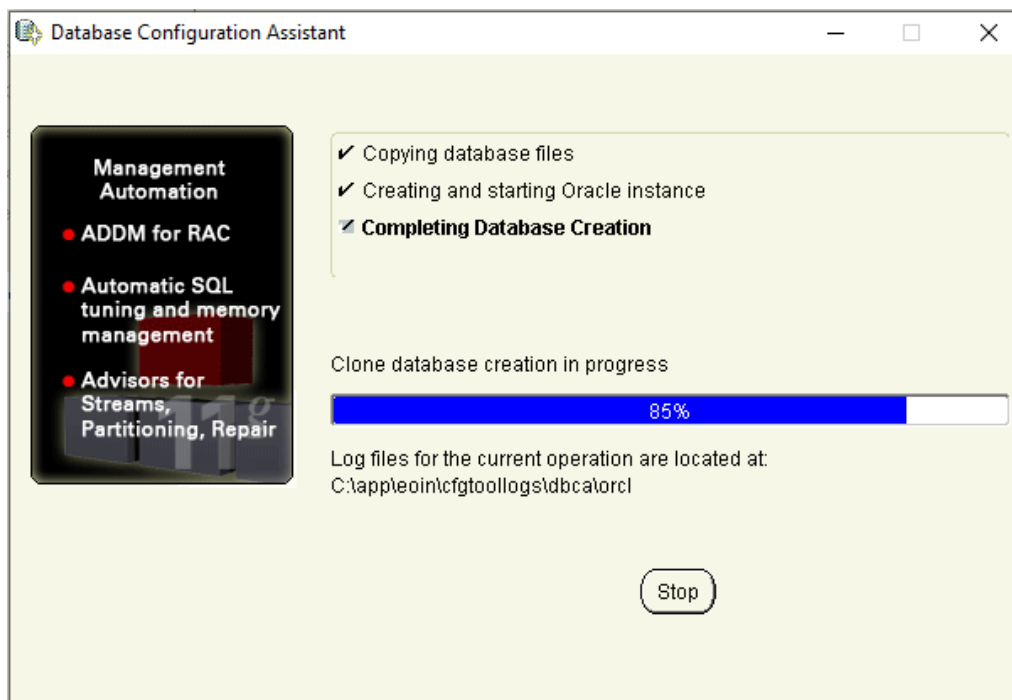 Database Configuration Assistant
Management
Automation
ADDM for RAC
Automatic SQL
tuning and memory
management
Advisors for
Streams,
Partitioning, Repair
11g
✔ Copying database files
✔ Creating and starting Oracle instance
Completing Database Creation
Clone database creation in progress
85%
Log files for the current operation are located at:
C:\app\eoin\cfgtoollogs\dbca\orcl
Stop